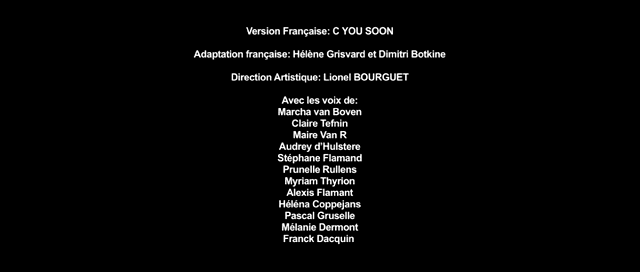 Version Française: C YOU SOON
Adaptation française: Hélène Grisvard et Dimitri Botkine
Direction Artistique: Lionel BOURGUET
Avec les voix de:
Marcha van Boven
Claire Tefnin
Maire Van R
Audrey d'Hulstere
Stéphane Flamand
Prunelle Rullens
Myriam Thyrion
Alexis Flamant
Héléna Coppejans
Pascal Gruselle
Mélanie Dermont
Franck Dacquin